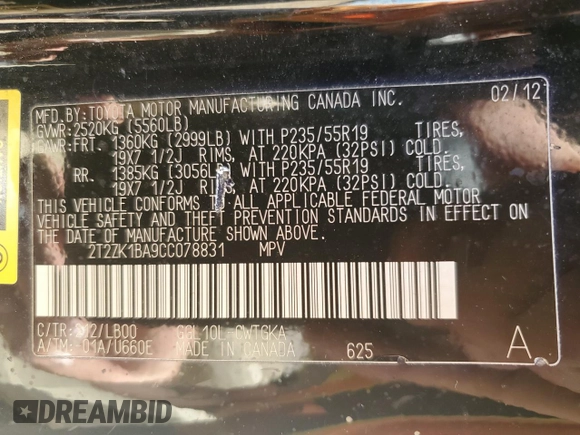 MFD.BY:TOYOTA MOTOR MANUFACTURING CANADA INC. 02/12
GVWR:2520KG (5560LB)
GAWR:FRT. 1360KG (2999LB) WITH P235/55R19 TIRES,
19X7 1/2J RIMS, AT 220KPA (32PSI) COLD.
RR. 1385KG (3056LB) WITH P235/55R19 TIRES,
19X7 1/2J RIMS, AT 220KPA (32PSI) COLD.
THIS VEHICLE CONFORMS TO ALL APPLICABLE FEDERAL MOTOR
VEHICLE SAFETY AND THEFT PREVENTION STANDARDS IN EFFECT ON
THE DATE OF MANUFACTURE SHOWN ABOVE.
2T2ZK1BA9CC078831 MPV
C/TR: 212/LB00 GGL10L-CWTGKA
A/TM:-01A/U660E MADE IN CANADA 625 A
DREAMBID